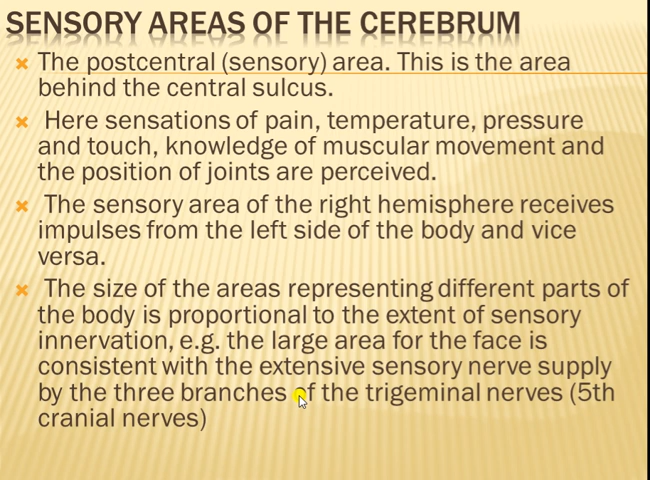 SENSORY AREAS OF THE CEREBRUM
The postcentral (sensory) area. This is the area
behind the central sulcus.
Here sensations of pain, temperature, pressure
and touch, knowledge of muscular movement and
the position of joints are perceived.
The sensory area of the right hemisphere receives
impulses from the left side of the body and vice
versa.
The size of the areas representing different parts of
the body is proportional to the extent of sensory
innervation, e.g. the large area for the face is
consistent with the extensive sensory nerve supply
by the three branches of the trigeminal nerves (5th
cranial nerves)